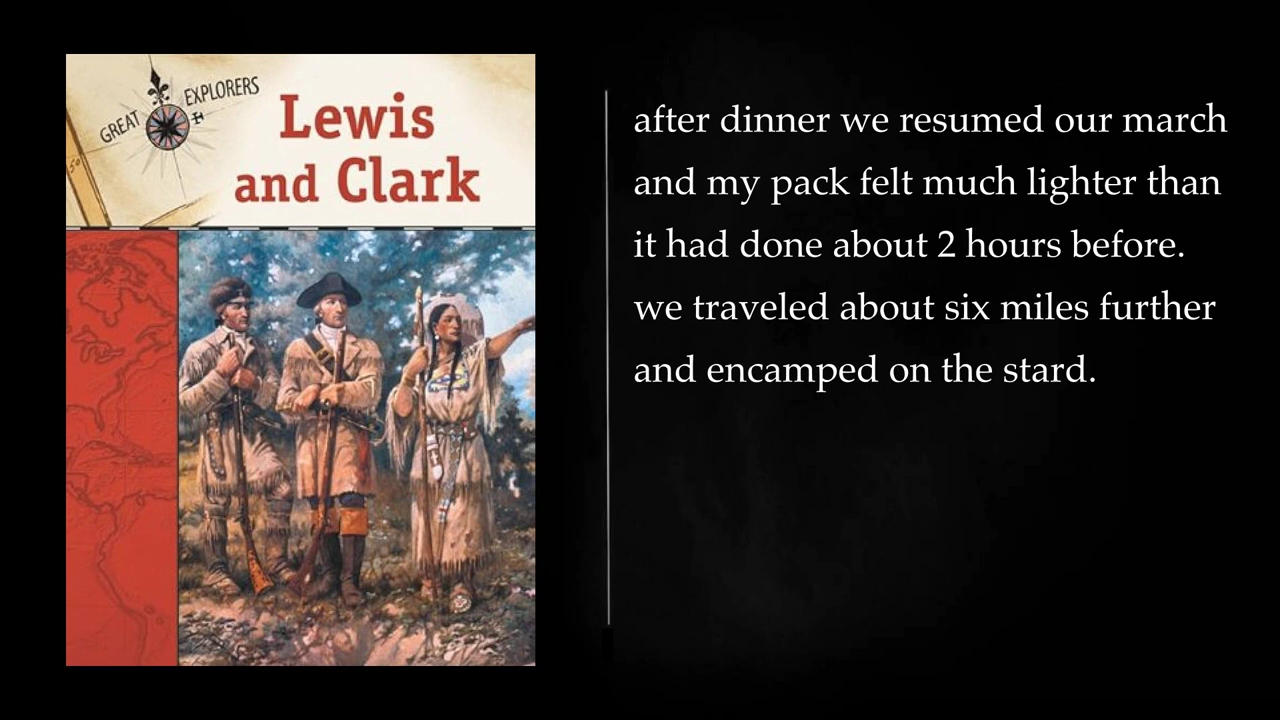 GREAT EXPLORERS
Lewis
and Clark
50
after dinner we resumed our march
and my pack felt much lighter than
it had done about 2 hours before.
we traveled about six miles further
and encamped on the stard.